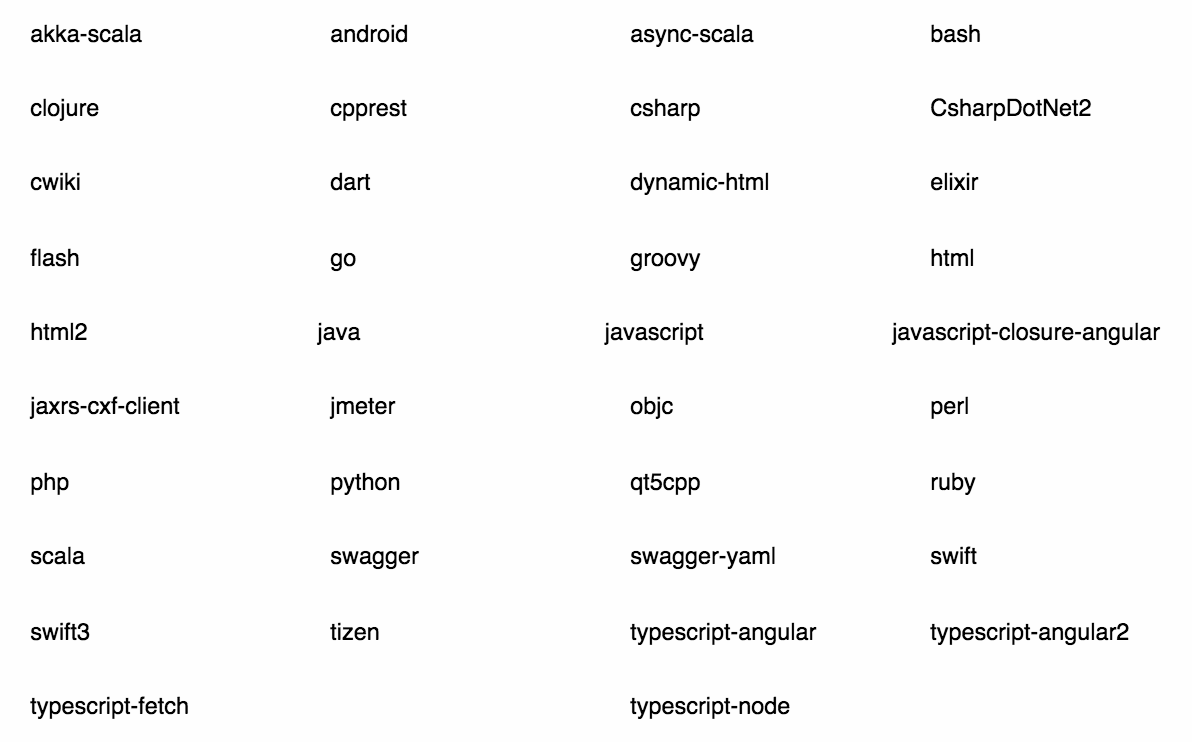 akka-scala android async-scala bash
clojure cpprest csharp CsharpDotNet2
cwiki dart dynamic-html elixir
flash go groovy html
html2 java javascript javascript-closure-angular
jaxrs-cxf-client jmeter objc perl
php python qt5cpp ruby
scala swagger swagger-yaml swift
swift3 tizen typescript-angular typescript-angular2
typescript-fetch typescript-node